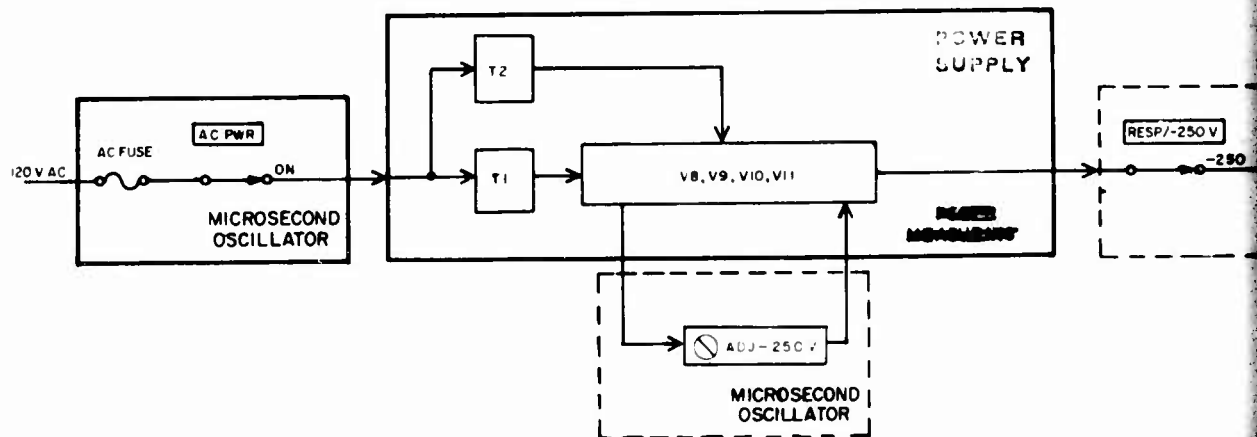 POWER
SUPPLY
T2
AC PWR
RESP/-250 V
AC FUSE
120 V AC
ON
T1
V8, V9, V10, V11
-250
MICROSECOND
OSCILLATOR
ADJ-250 V
MICROSECOND
OSCILLATOR